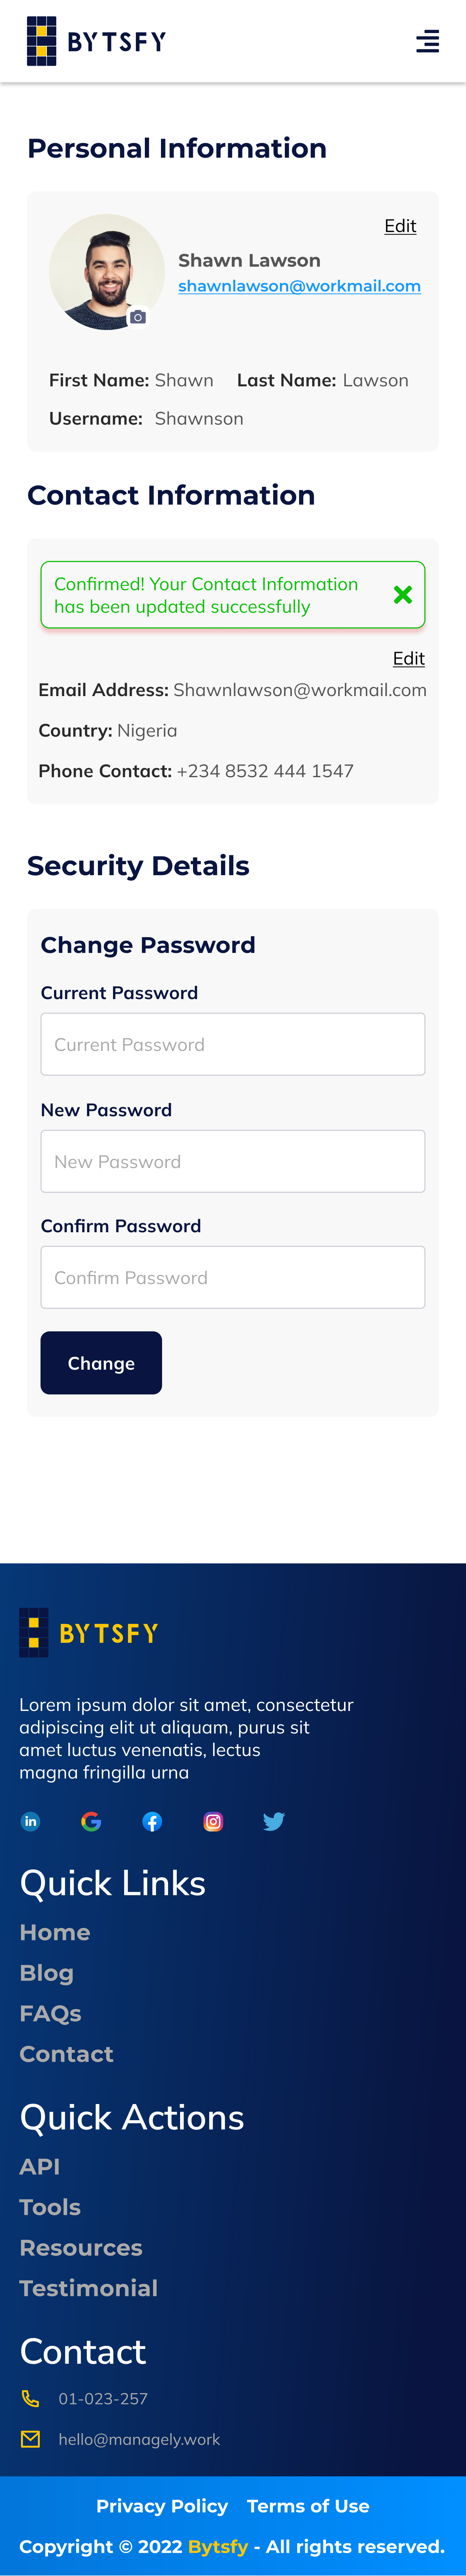 BYTSFY
Personal Information
Edit
Shawn Lawson
shawnlawson@workmail.com
First Name: Shawn Last Name: Lawson
Username: Shawnson
Contact Information
Confirmed! Your Contact Information
has been updated successfully
Edit
Email Address: Shawnlawson@workmail.com
Country: Nigeria
Phone Contact: +234 8532 444 1547
Security Details
Change Password
Current Password
Current Password
New Password
New Password
Confirm Password
Confirm Password
Change
BYTSFY
Lorem ipsum dolor sit amet, consectetur
adipiscing elit ut aliquam, purus sit
amet luctus venenatis, lectus
magna fringilla urna
in
Quick Links
Home
Blog
FAQs
Contact
Quick Actions
API
Tools
Resources
Testimonial
Contact
01-023-257
hello@managely.work
Privacy Policy Terms of Use
Copyright © 2022 Bytsfy - All rights reserved.